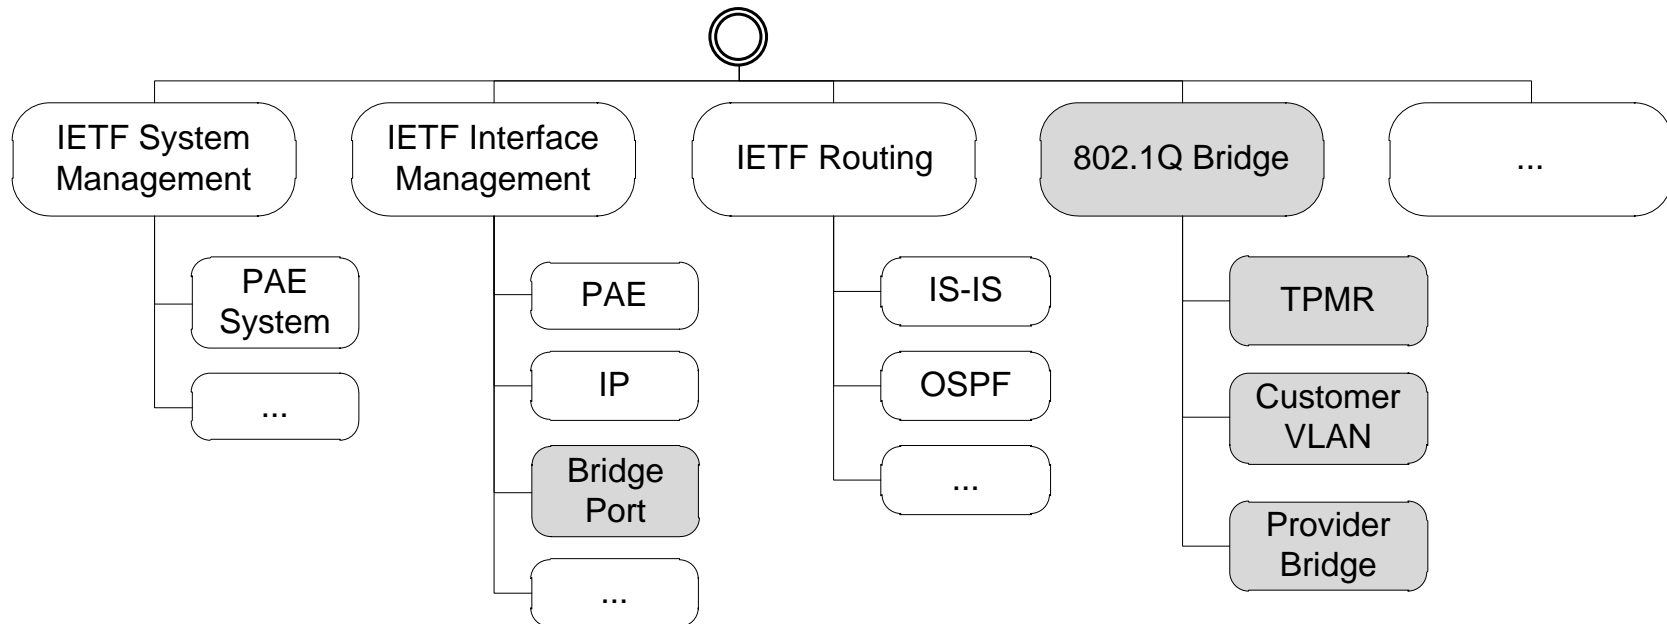 IETF System
Management
IETF Interface
Management
IETF Routing
802.1Q Bridge
...
PAE
System
...
PAE
IP
Bridge
Port
...
IS-IS
OSPF
...
TPMR
Customer
VLAN
Provider
Bridge